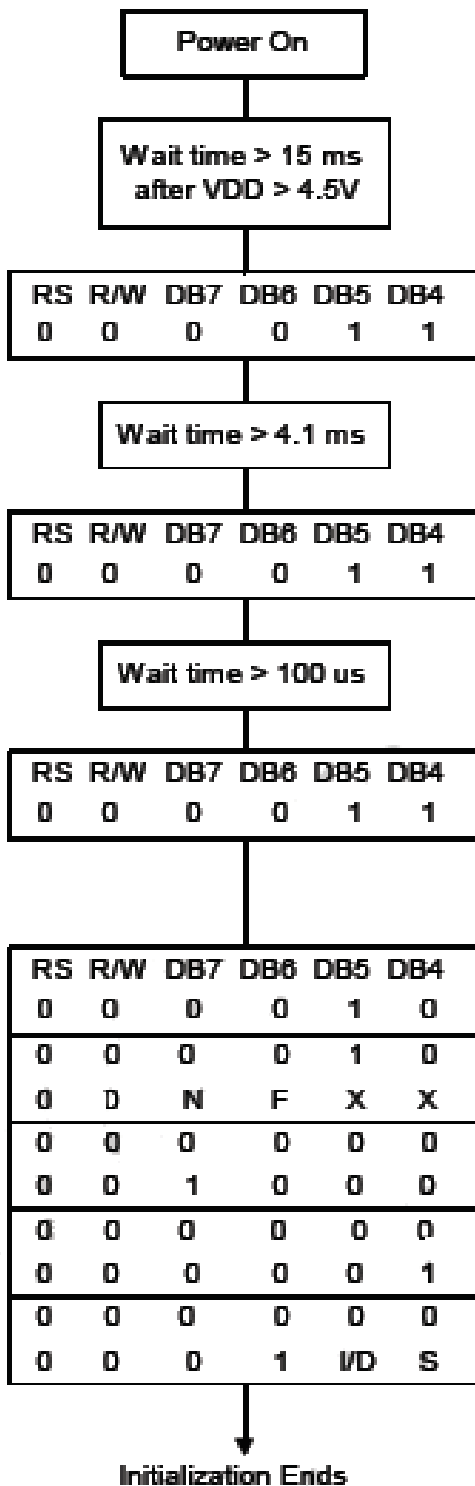 Power On
Wait time > 15 ms
after VDD > 4.5V
RS R/W DB7 DB6 DB5 DB4
0 0 0 0 1 1
Wait time > 4.1 ms
RS R/W DB7 DB6 DB5 DB4
0 0 0 0 1 1
Wait time > 100 us
RS R/W DB7 DB6 DB5 DB4
0 0 0 0 1 1
RS R/W DB7 DB6 DB5 DB4
0 0 0 0 1 0
0 0 0 0 1 0
0 0 N F X X
0 0 0 0 0 0
0 0 1 0 0 0
0 0 0 0 0 0
0 0 0 0 0 1
0 0 0 0 0 0
0 0 0 1 I/D S
Initialization Ends